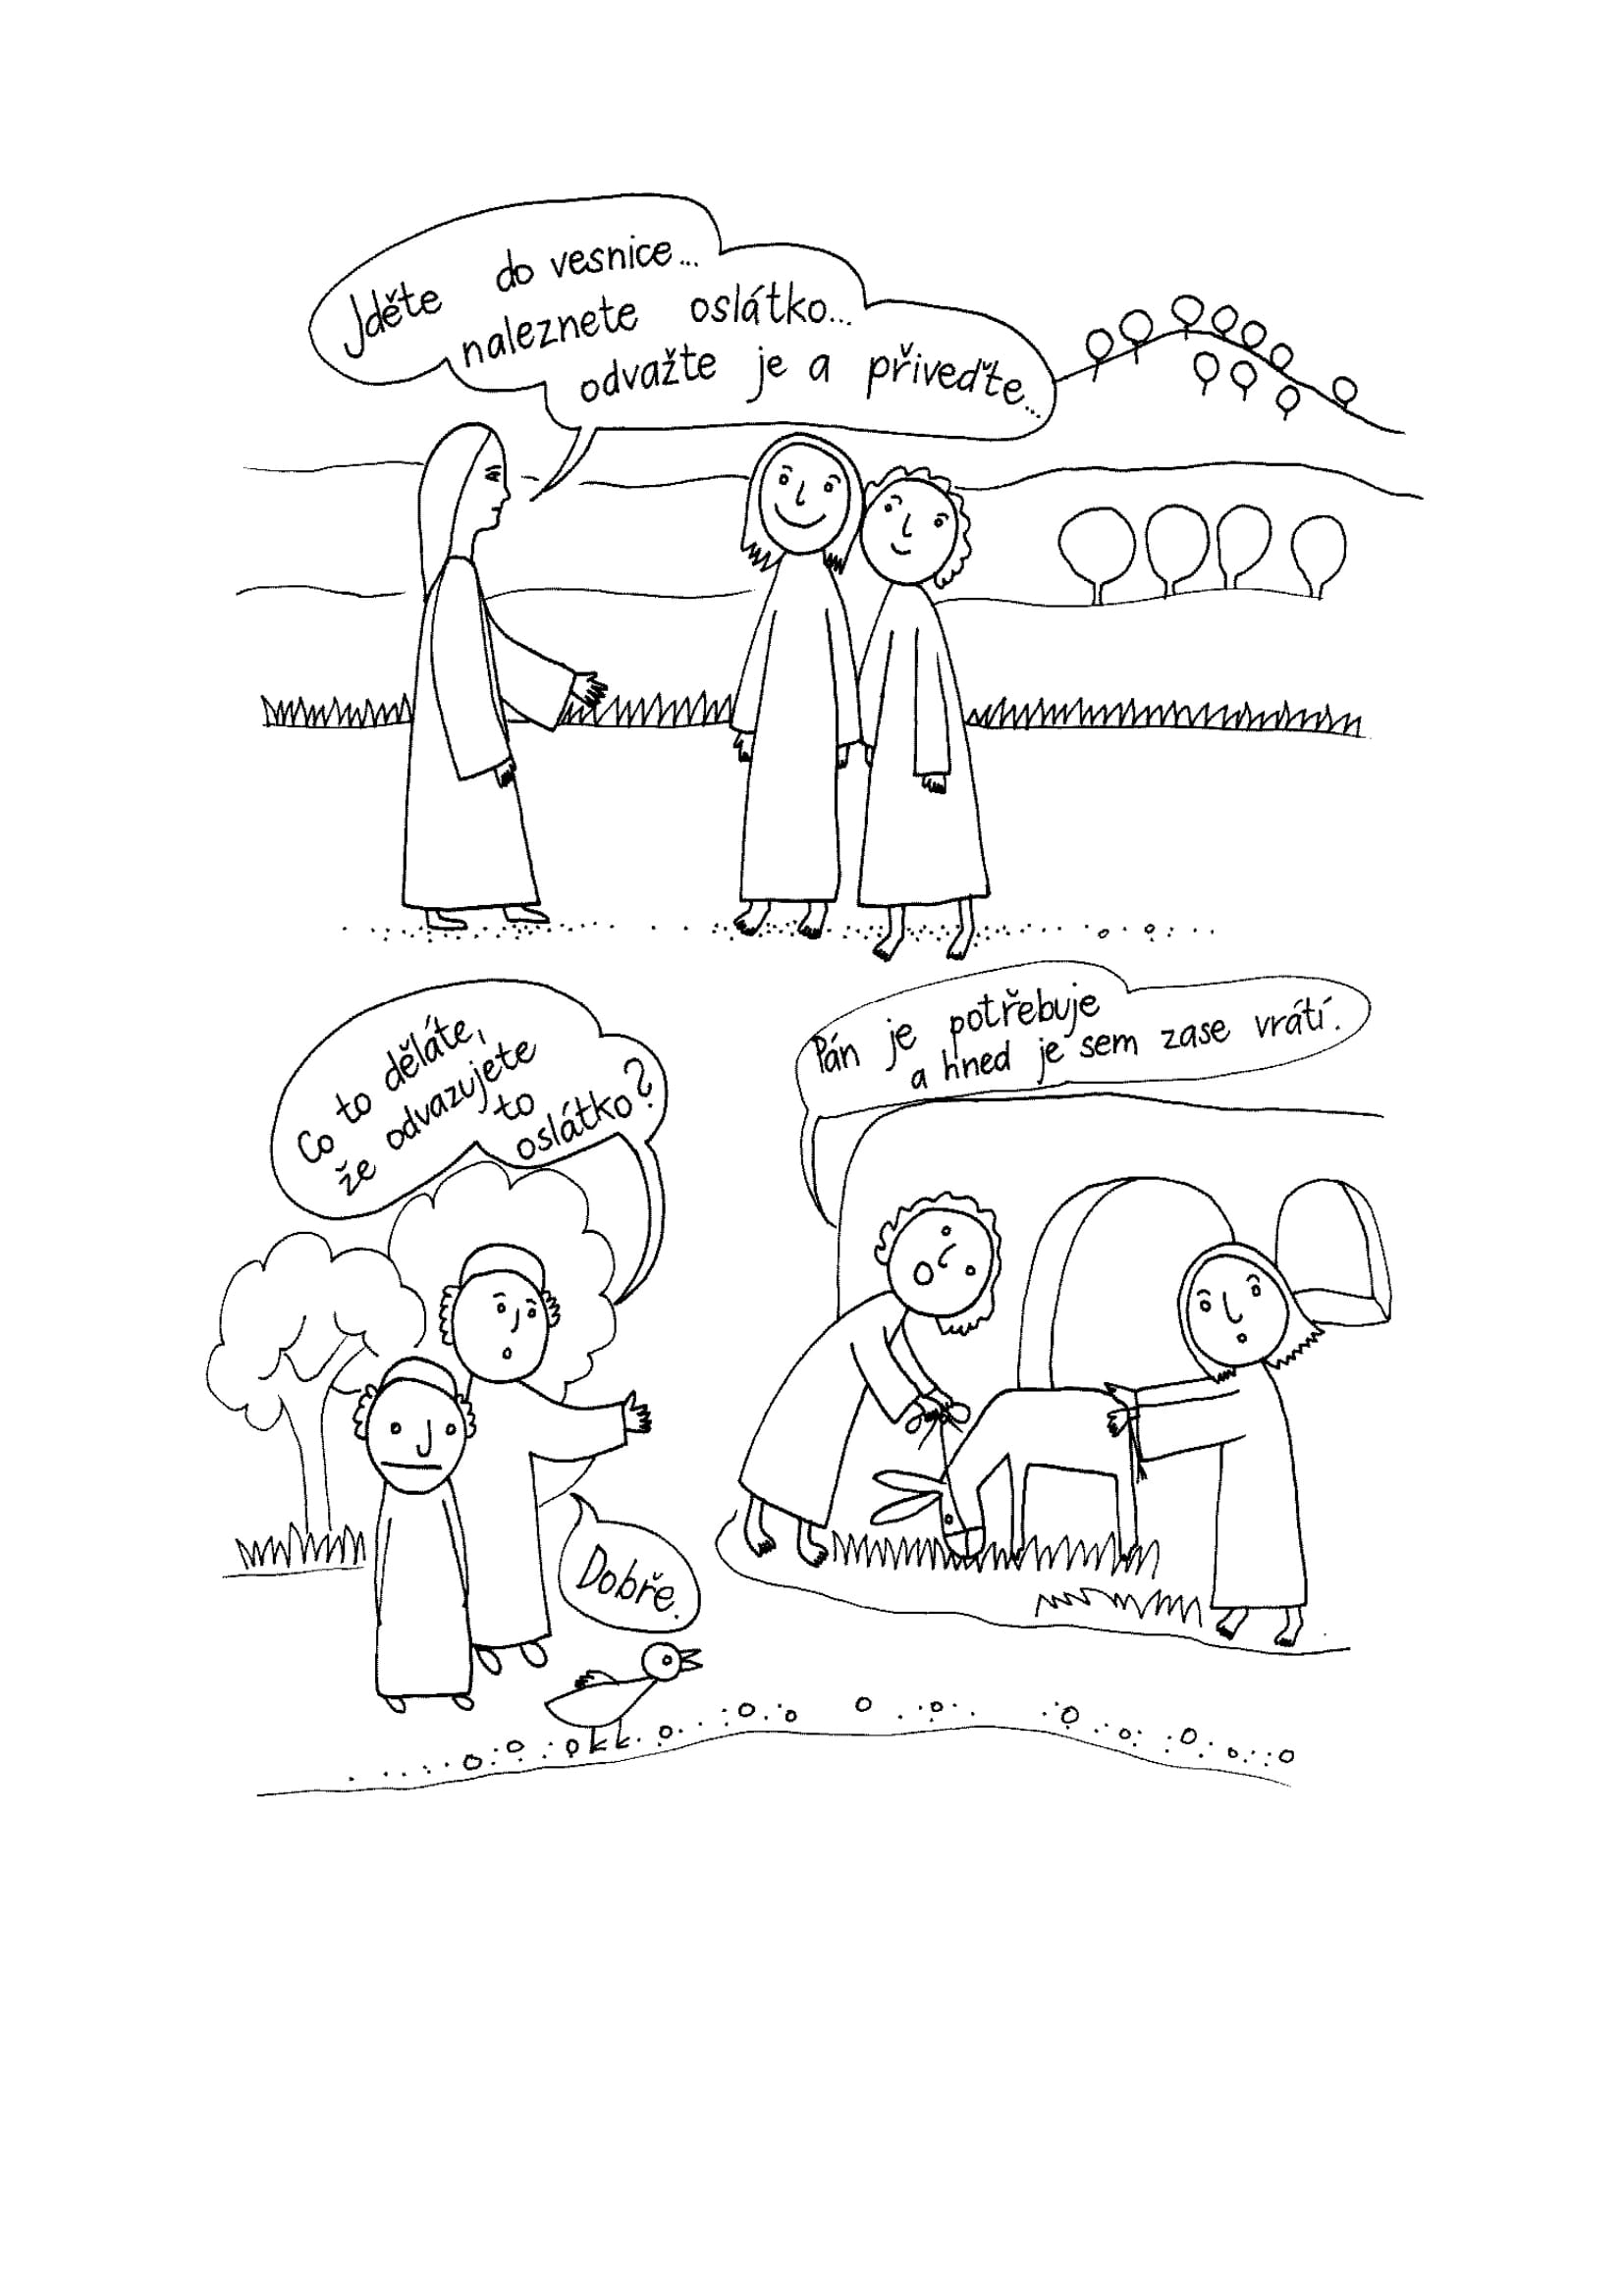 Jděte do vesnice...
naleznete oslátko...
odvažte je a přiveďte...
Co to děláte,
že odvazujete
to
oslátko?
Pán je potřebuje
a hned je sem zase vrátí.
Dobře.